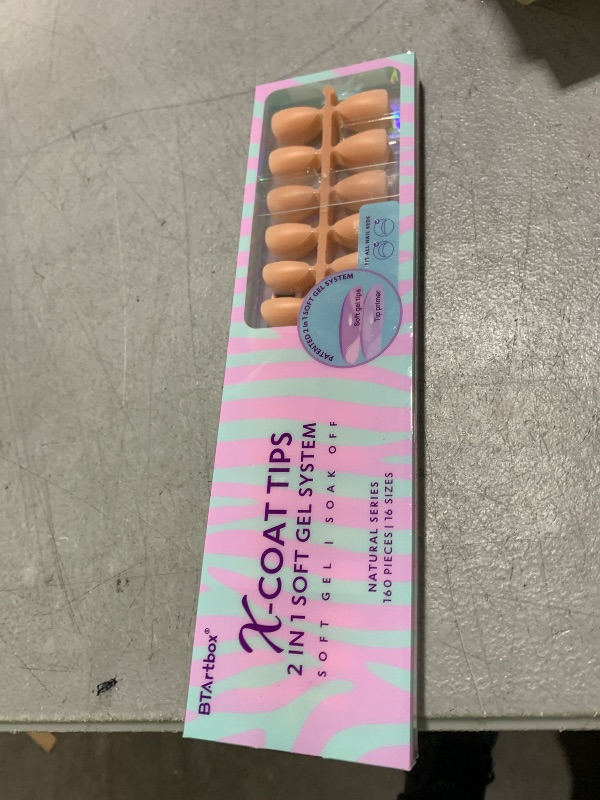 BTArtbox®
X-COAT TIPS
2 IN 1 SOFT GEL SYSTEM
SOFT GEL | SOAK OFF
NATURAL SERIES
160 PIECES | 16 SIZES
PATENTED 2 in 1 SOFT GEL SYSTEM
Soft gel tips
Tip primer
FIT ALL NAIL BEDS